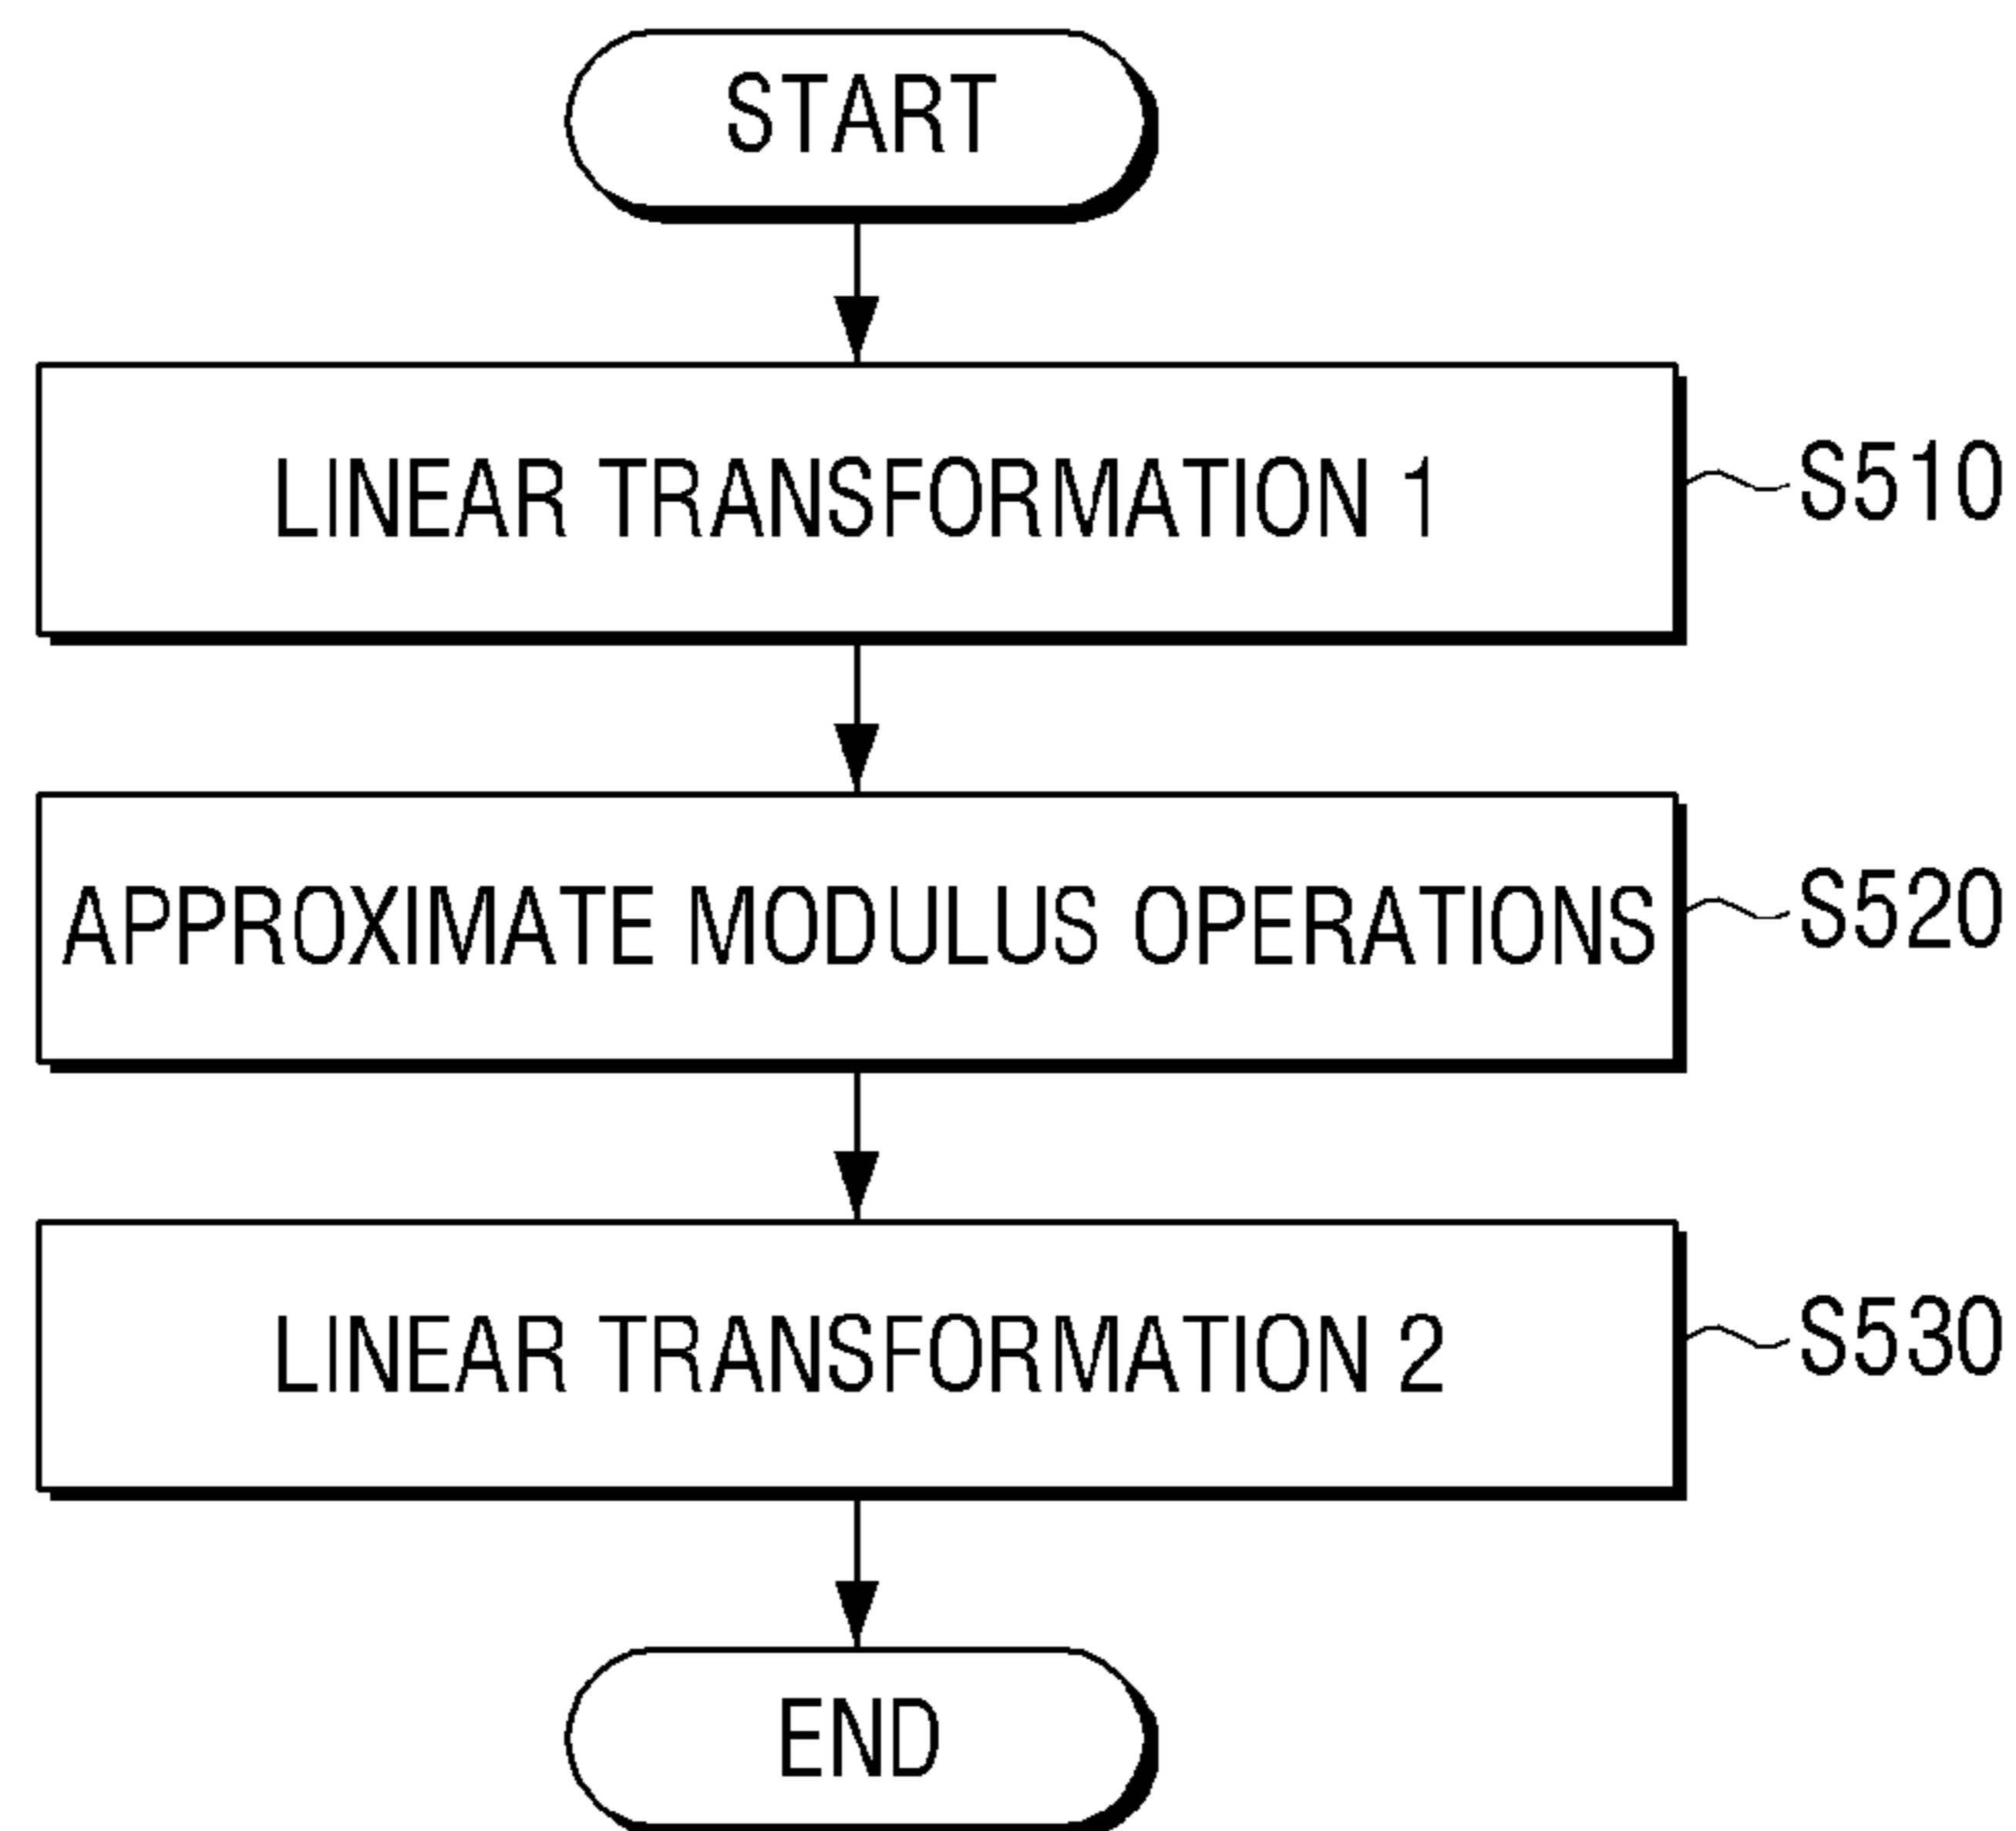 START
LINEAR TRANSFORMATION 1
S510
APPROXIMATE MODULUS OPERATIONS
S520
LINEAR TRANSFORMATION 2
S530
END